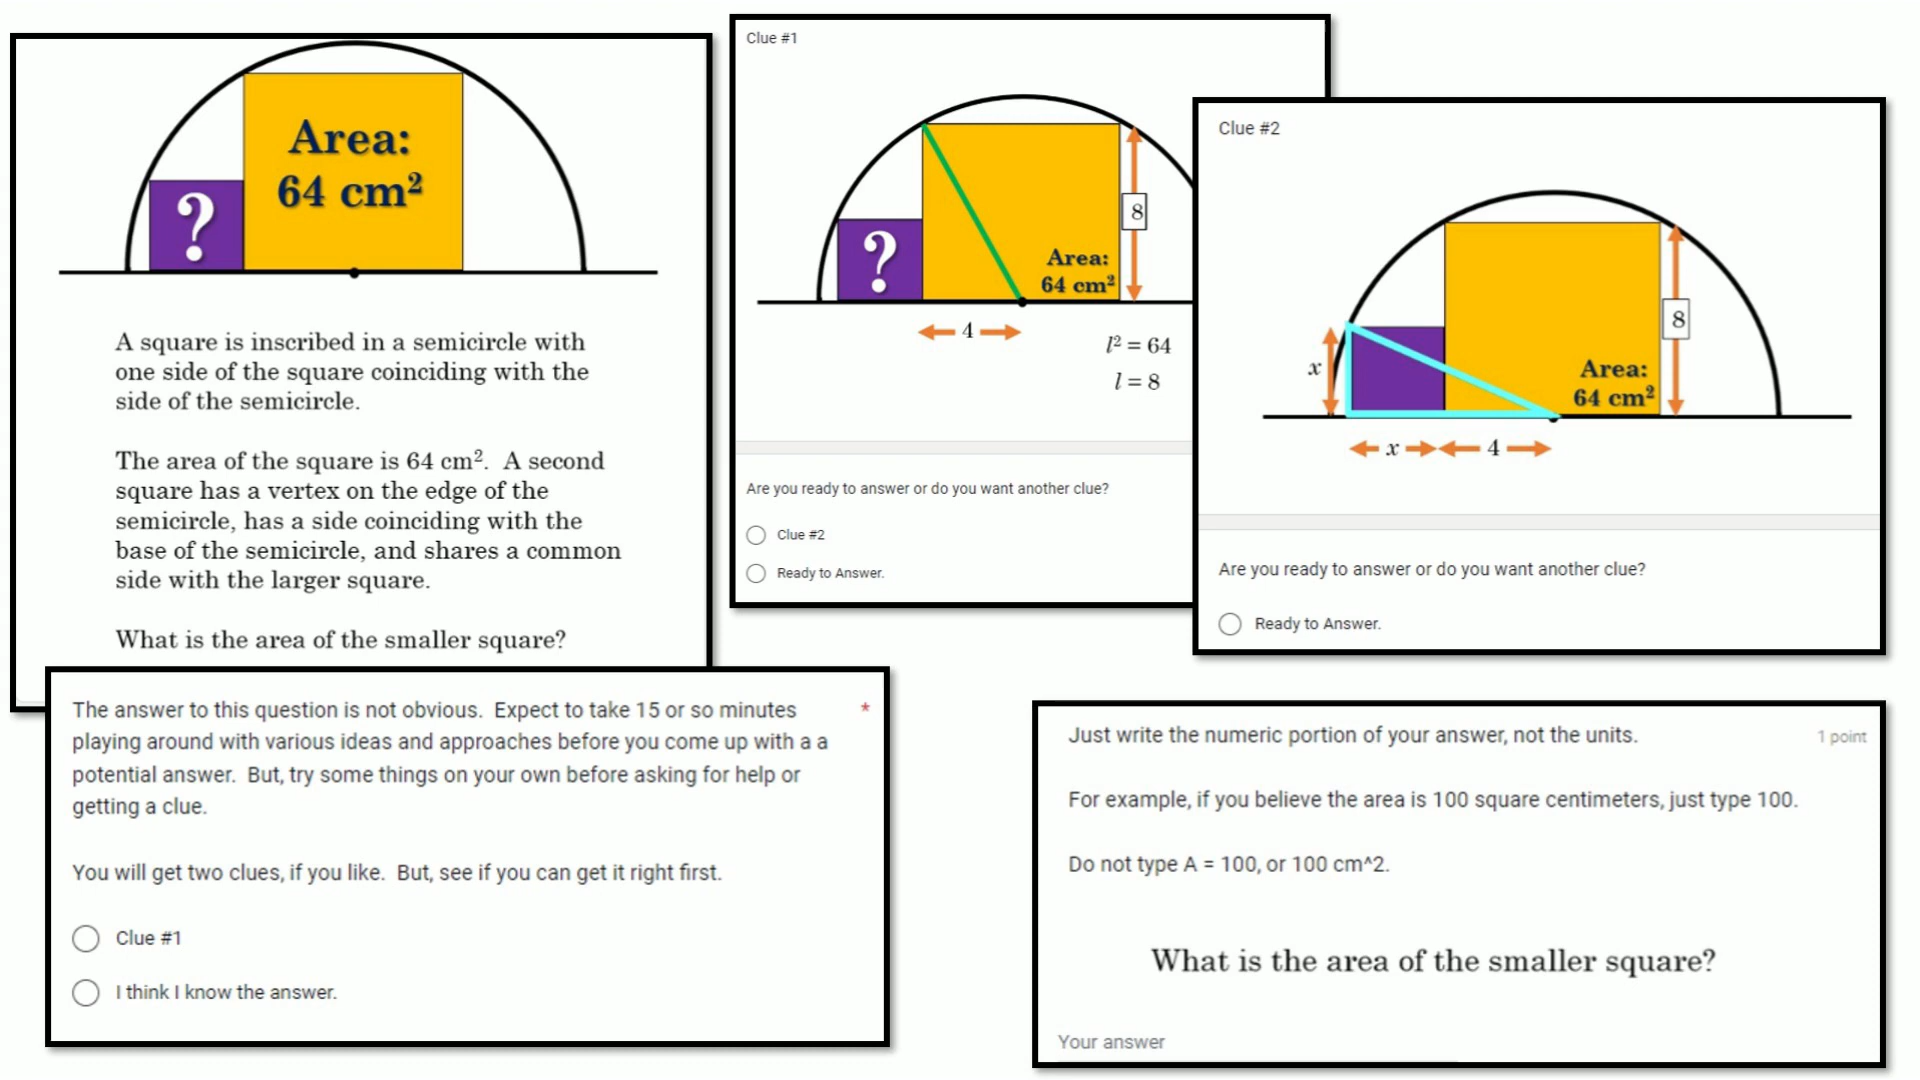 Area:
64 cm²
?
A square is inscribed in a semicircle with
one side of the square coinciding with the
side of the semicircle.
The area of the square is 64 cm². A second
square has a vertex on the edge of the
semicircle, has a side coinciding with the
base of the semicircle, and shares a common
side with the larger square.
What is the area of the smaller square?
Clue #1
8
?
Area:
64 cm²
4
l² = 64
l = 8
Are you ready to answer or do you want another clue?
Clue #2
Ready to Answer.
Clue #2
8
x
Area:
64 cm²
x 4
Are you ready to answer or do you want another clue?
Ready to Answer.
The answer to this question is not obvious. Expect to take 15 or so minutes *
playing around with various ideas and approaches before you come up with a a
potential answer. But, try some things on your own before asking for help or
getting a clue.
You will get two clues, if you like. But, see if you can get it right first.
Clue #1
I think I know the answer.
Just write the numeric portion of your answer, not the units. 1 point
For example, if you believe the area is 100 square centimeters, just type 100.
Do not type A = 100, or 100 cm^2.
What is the area of the smaller square?
Your answer